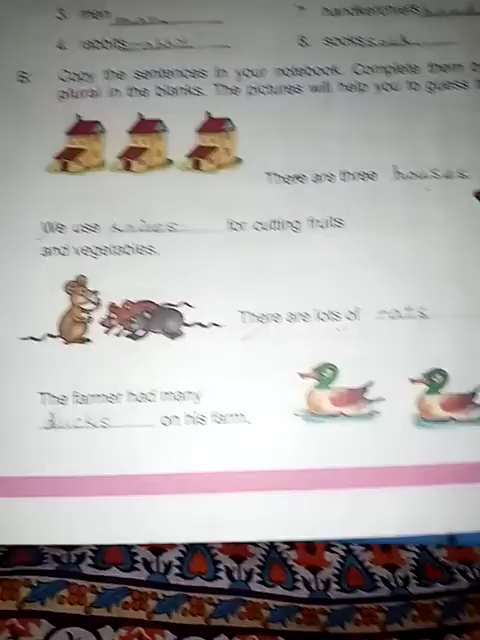 3. men
7. handkerchiefs
4. rabbits rabbit
8. socks sock
B. Copy the sentences in your notebook. Complete them
plural in the blanks. The pictures will help you to guess
There are three houses
We use for cutting fruits
and vegetables.
There are lots of rats
The farmer had many
ducks on his farm.